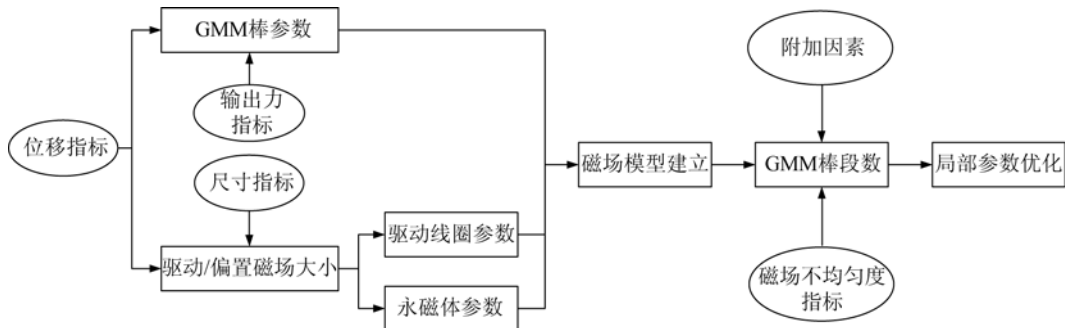 GMM棒参数
附加因素
输出力
指标
位移指标
尺寸指标
磁场模型建立
GMM棒段数
局部参数优化
驱动线圈参数
驱动/偏置磁场大小
永磁体参数
磁场不均匀度
指标